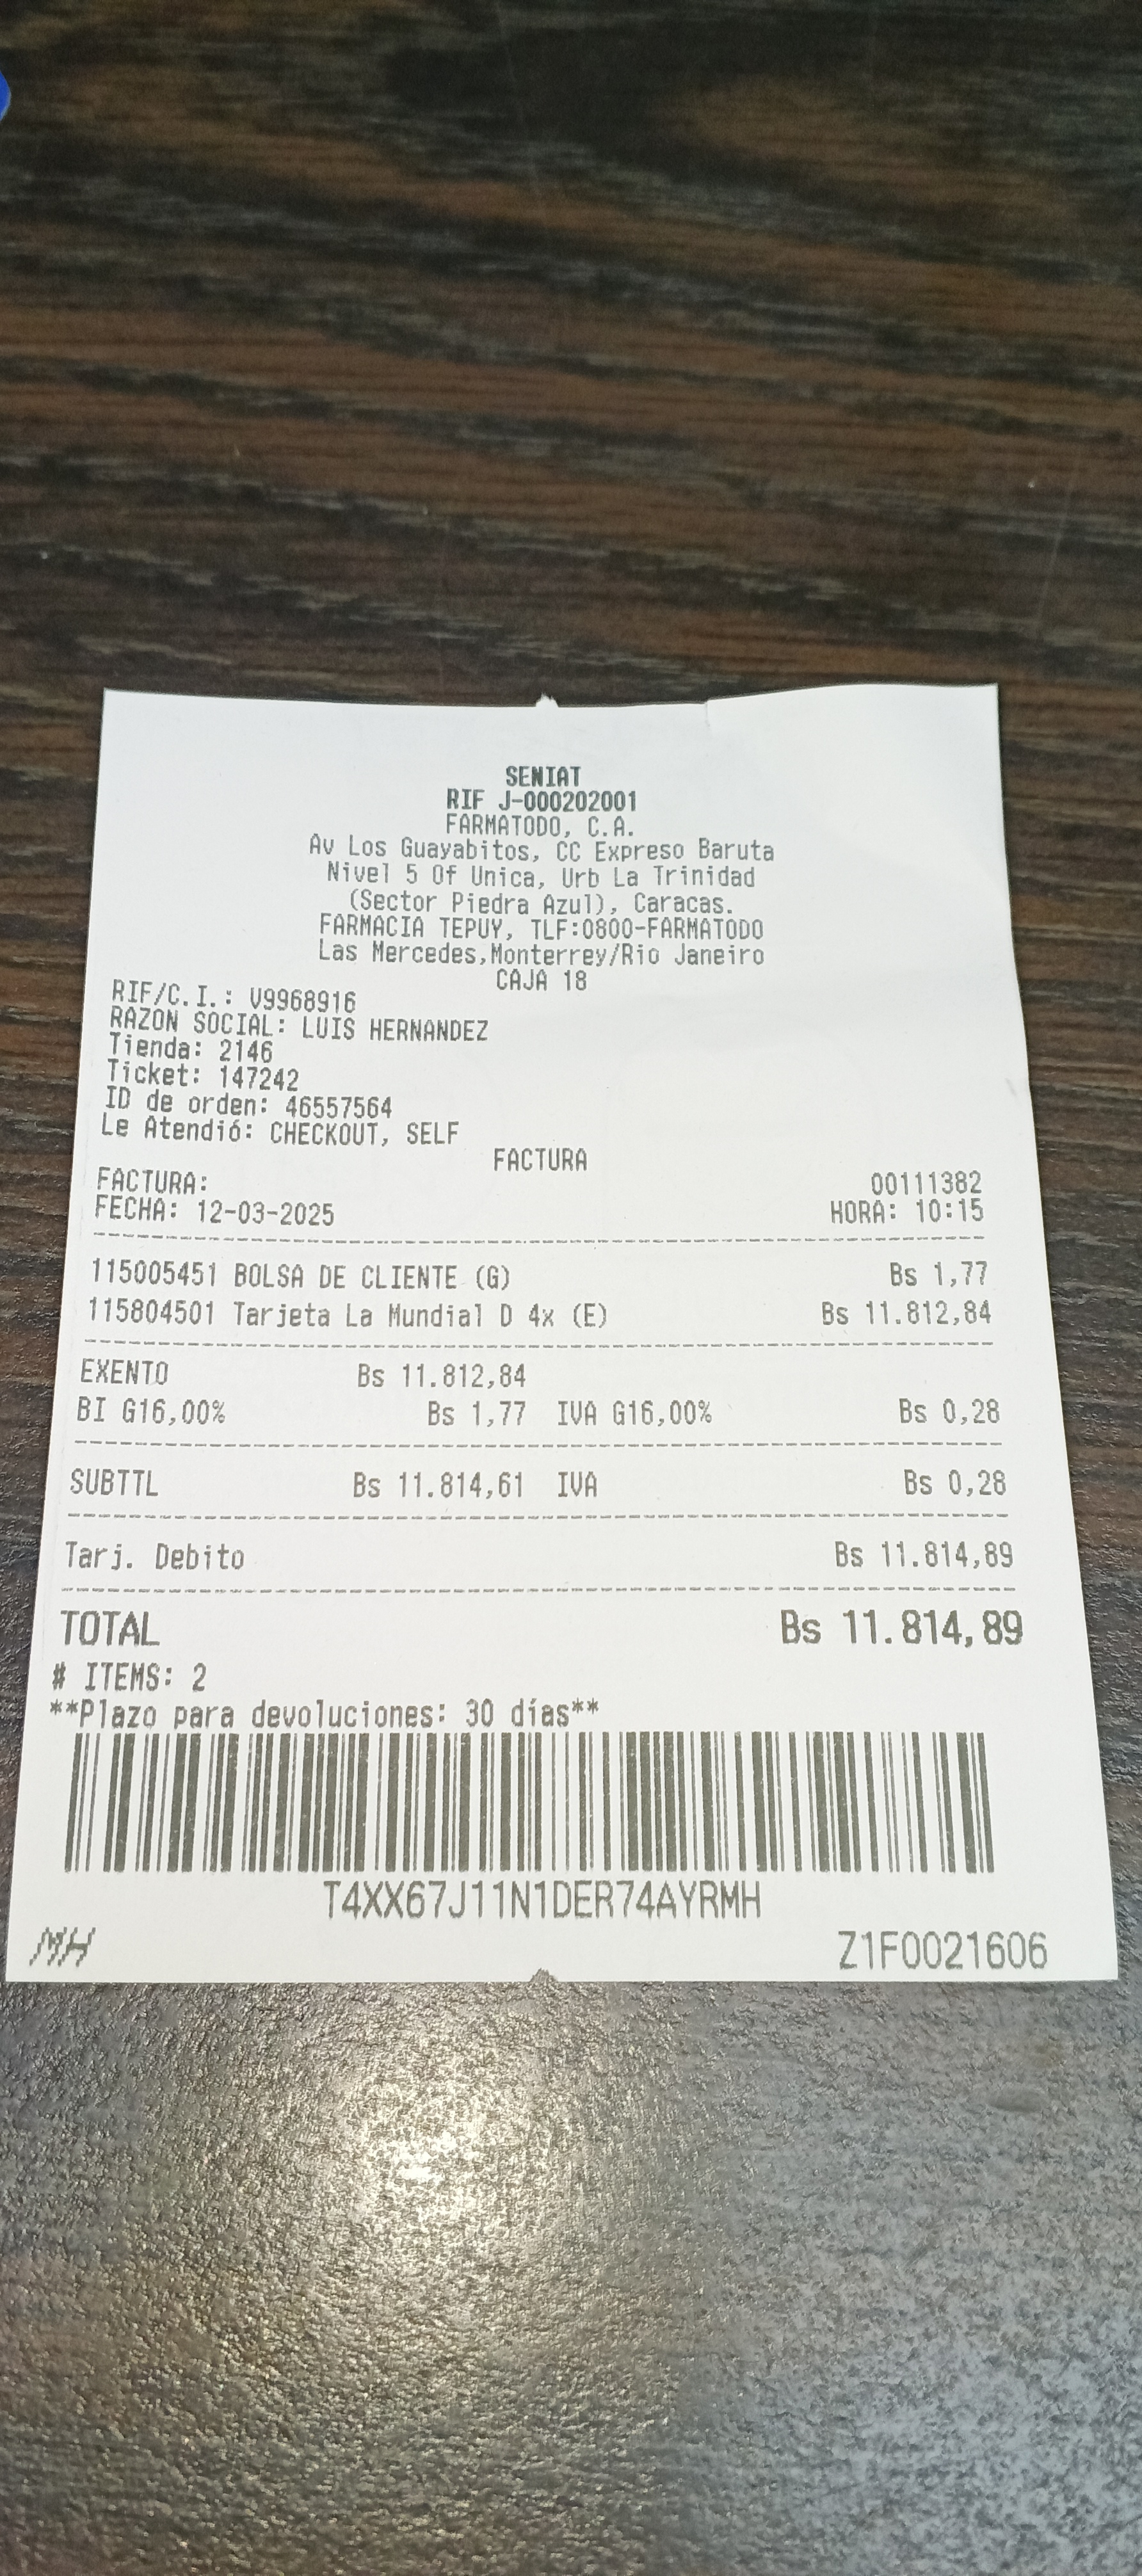 SENIAT
RIF J-000202001
FARMATODO, C.A.
Av Los Guayabitos, CC Expreso Baruta
Nivel 5 Of Unica, Urb La Trinidad
(Sector Piedra Azul), Caracas.
FARMACIA TEPUY, TLF:0800-FARMATODO
Las Mercedes,Monterrey/Rio Janeiro
CAJA 18
RIF/C.I.: V9968916
RAZON SOCIAL: LUIS HERNANDEZ
Tienda: 2146
Ticket: 147242
ID de orden: 46557564
Le Atendió: CHECKOUT, SELF
FACTURA
FACTURA: 00111382
FECHA: 12-03-2025 HORA: 10:15
115005451 BOLSA DE CLIENTE (G) Bs 1,77
115804501 Tarjeta La Mundial D 4x (E) Bs 11.812,84
EXENTO Bs 11.812,84
BI G16,00% Bs 1,77 IVA G16,00% Bs 0,28
SUBTTL Bs 11.814,61 IVA Bs 0,28
Tarj. Debito Bs 11.814,89
TOTAL Bs 11.814,89
# ITEMS: 2
**Plazo para devoluciones: 30 días**
T4XX67J11N1DER74AYRMH
MH Z1F0021606